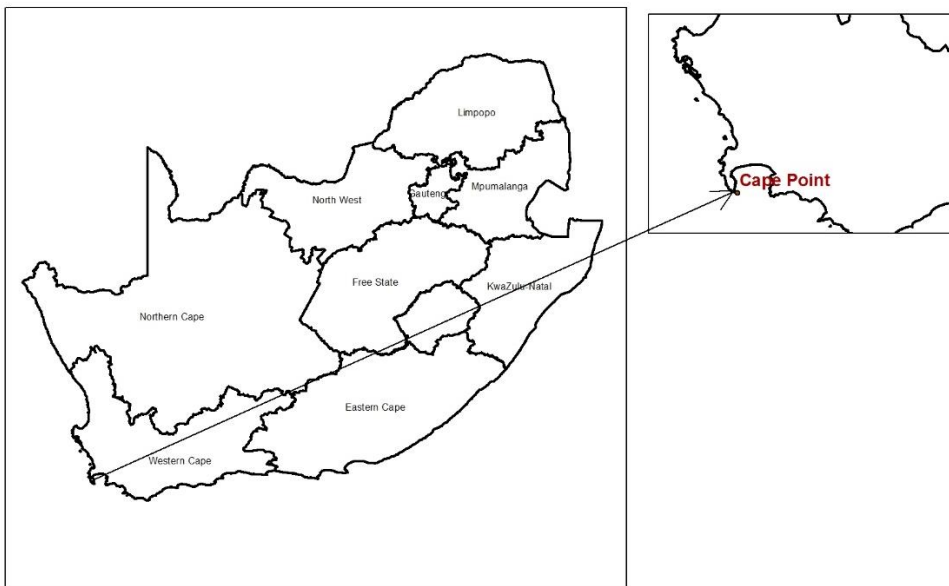 Limpopo
North West
Gauteng
Mpumalanga
Cape Point
Free State
KwaZulu-Natal
Northern Cape
Eastern Cape
Western Cape